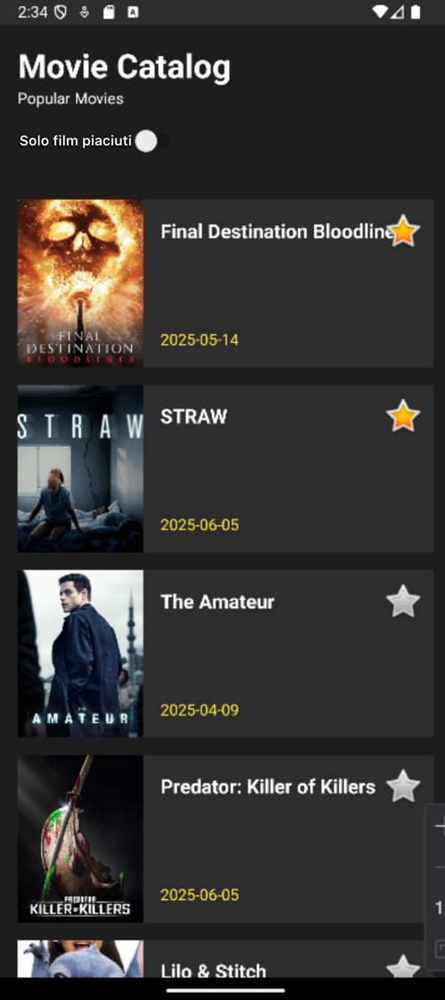 2:34
A
Movie Catalog
Popular Movies
Solo film piaciuti
Final Destination Bloodline
FINAL
DESTINATION
BLOODLINES
2025-05-14
STRAW
STRAW
2025-06-05
The Amateur
THE
AMATEUR
2025-04-09
Predator: Killer of Killers
PREDATOR
KILLER OF KILLERS
2025-06-05
Lilo & Stitch